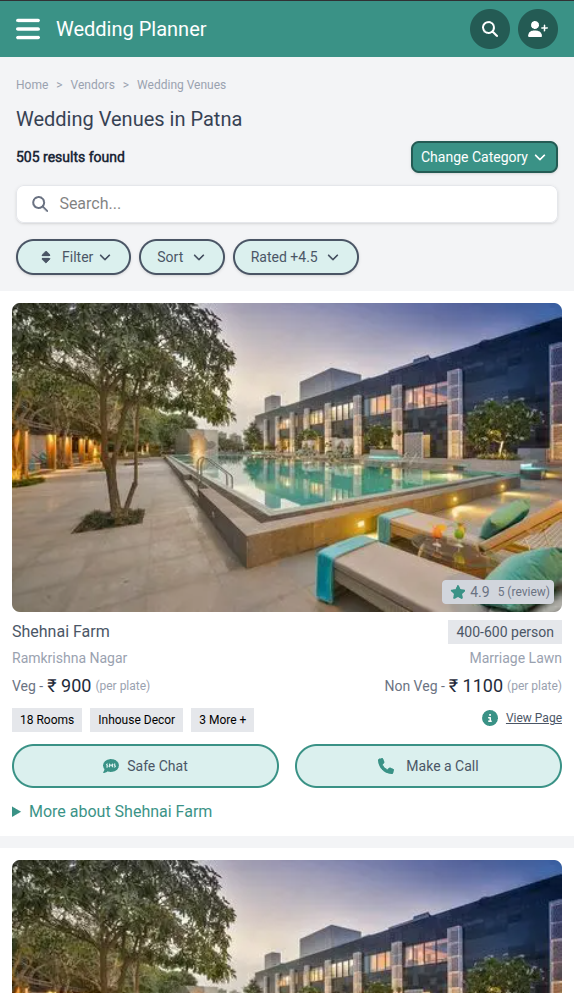 Wedding Planner
Home > Vendors > Wedding Venues
Wedding Venues in Patna
505 results found
Change Category
Search...
Filter
Sort
Rated +4.5
4.9 5 (review)
Shehnai Farm
400-600 person
Ramkrishna Nagar
Marriage Lawn
Veg - ₹ 900 (per plate)
Non Veg - ₹ 1100 (per plate)
18 Rooms
Inhouse Decor
3 More +
View Page
SMS
Safe Chat
Make a Call
More about Shehnai Farm